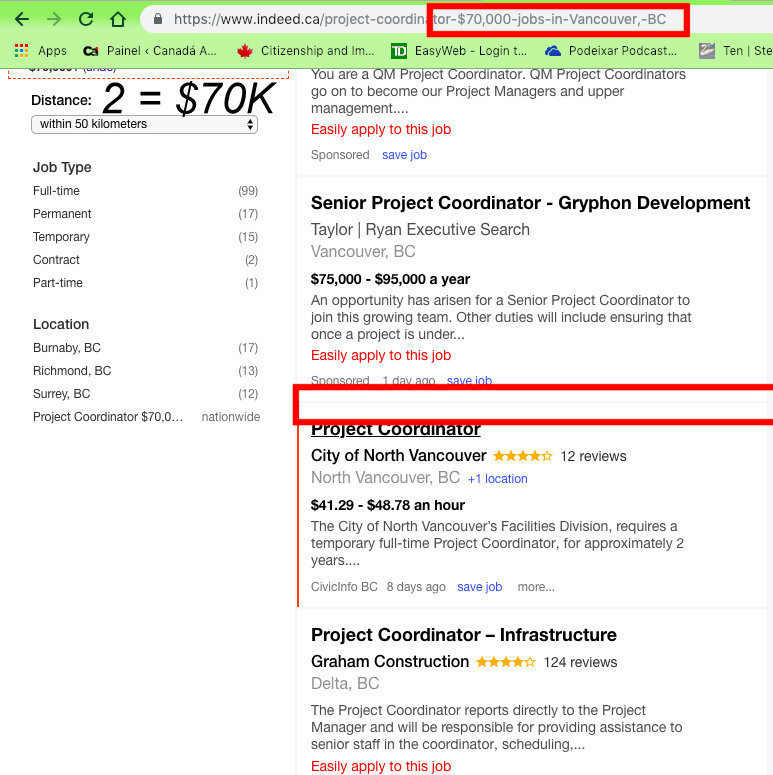 https://www.indeed.ca/project-coordinator-$70,000-jobs-in-Vancouver,-BC
Apps
Painel ‹ Canadá A...
Citizenship and Im...
TD
EasyWeb - Login t...
Podeixar Podcast...
Ten | Ste
(undo)
2 = $70K
Distance:
within 50 kilometers
Job Type
Full-time (99)
Permanent (17)
Temporary (15)
Contract (2)
Part-time (1)
Location
Burnaby, BC (17)
Richmond, BC (13)
Surrey, BC (12)
Project Coordinator $70,0... nationwide
You are a QM Project Coordinator. QM Project Coordinators
go on to become our Project Managers and upper
management....
Easily apply to this job
Sponsored save job
Senior Project Coordinator - Gryphon Development
Taylor | Ryan Executive Search
Vancouver, BC
$75,000 - $95,000 a year
An opportunity has arisen for a Senior Project Coordinator to
join this growing team. Other duties will include ensuring that
once a project is under...
Easily apply to this job
Sponsored 1 day ago save job
Project Coordinator
City of North Vancouver 12 reviews
North Vancouver, BC +1 location
$41.29 - $48.78 an hour
The City of North Vancouver’s Facilities Division, requires a
temporary full-time Project Coordinator, for approximately 2
years....
CivicInfo BC 8 days ago save job more...
Project Coordinator – Infrastructure
Graham Construction 124 reviews
Delta, BC
The Project Coordinator reports directly to the Project
Manager and will be responsible for providing assistance to
senior staff in the coordinator, scheduling,...
Easily apply to this job